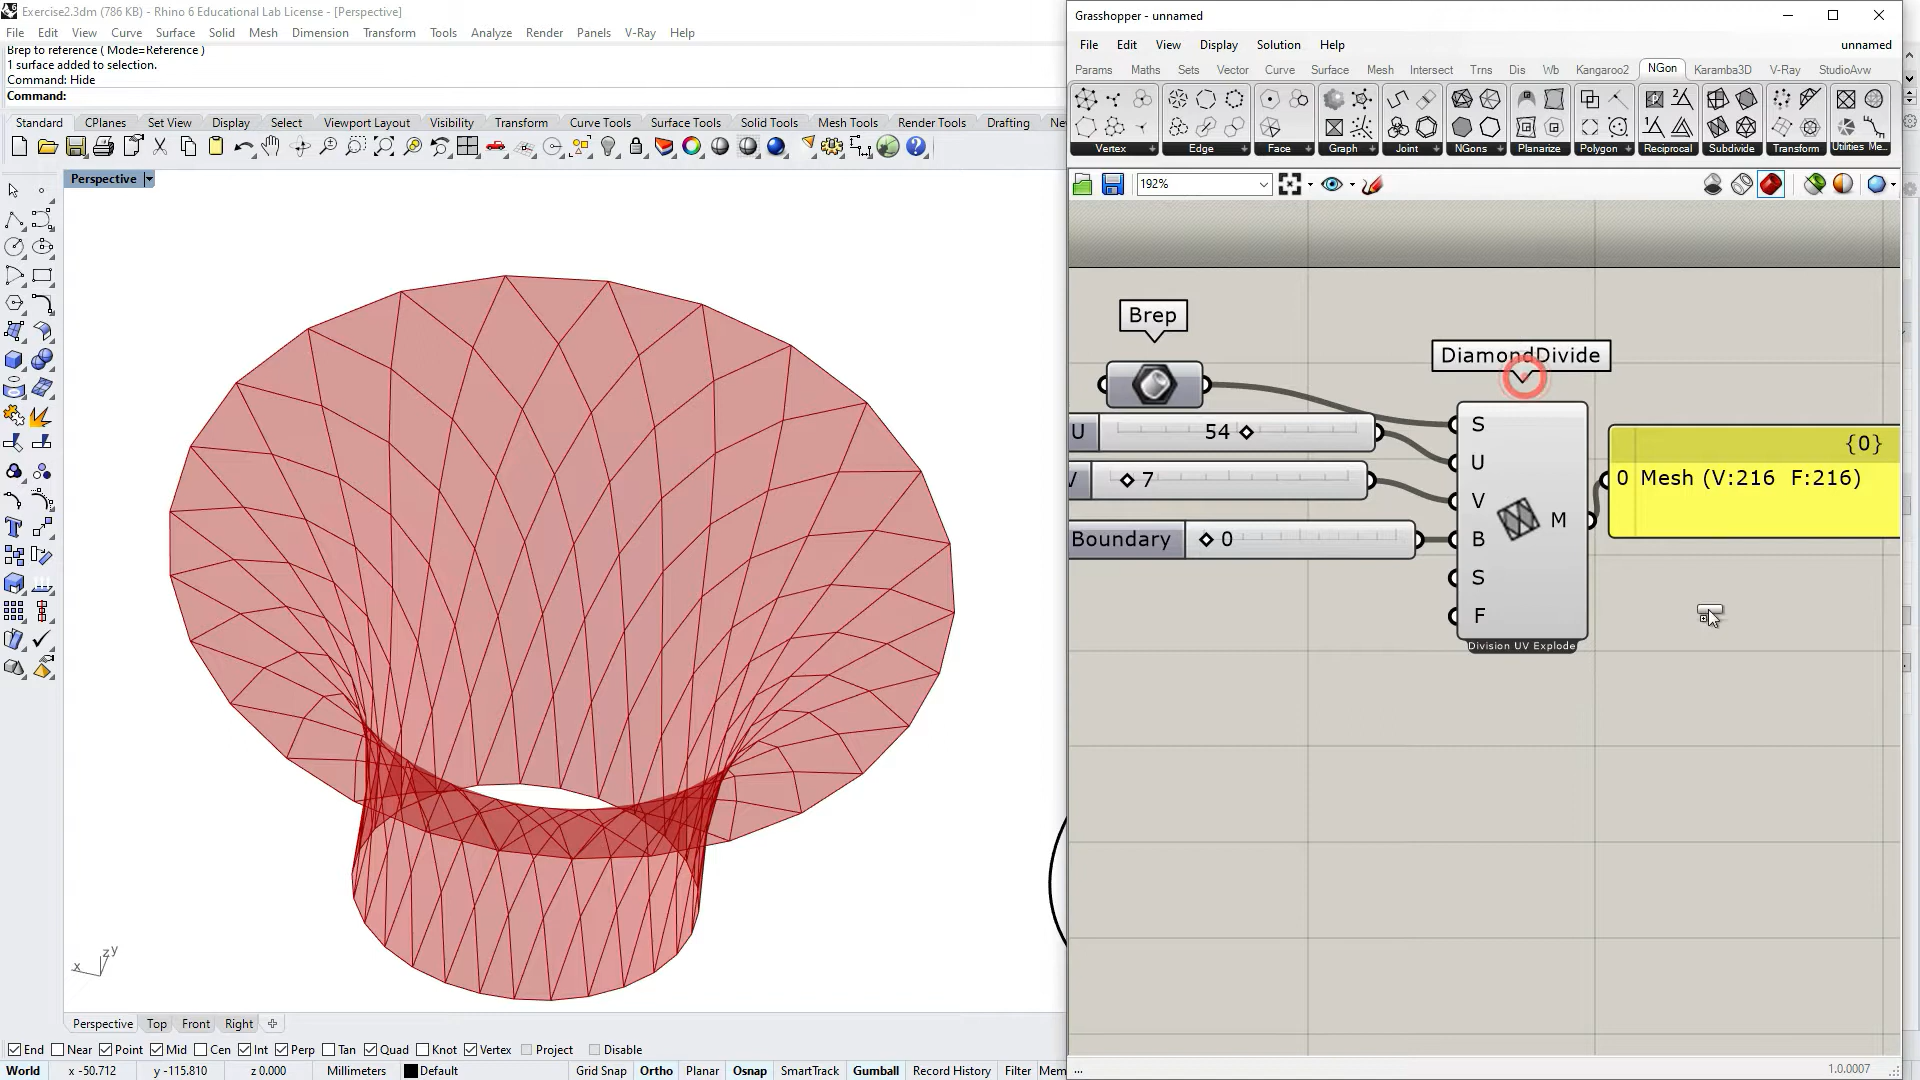 Exercise2.3dm (786 KB) - Rhino 6 Educational Lab License - [Perspective]
File Edit View Curve Surface Solid Mesh Dimension Transform Tools Analyze Render Panels V-Ray Help
Brep to reference ( Mode=Reference )
1 surface added to selection.
Command: Hide
Command:
Standard CPlanes Set View Display Select Viewport Layout Visibility Transform Curve Tools Surface Tools Solid Tools Mesh Tools Render Tools Drafting
Perspective
z y
x
Perspective Top Front Right
End Near Point Mid Cen Int Perp Tan Quad Knot Vertex Project Disable
World x -50.712 y -115.810 z 0.000 Millimeters Default Grid Snap Ortho Planar Osnap SmartTrack Gumball Record History Filter
Grasshopper - unnamed
File Edit View Display Solution Help unnamed
Params Maths Sets Vector Curve Surface Mesh Intersect Trns Dis Wb Kangaroo2 NGon Karamba3D V-Ray StudioAvw
Vertex Edge Face Graph Joint NGons Planarize Polygon Reciprocal Subdivide Transform Utilities Me...
192%
Brep
DiamondDivide
U 54
V 7
Boundary 0
S
U
V
B
S
F
M
Division UV Explode
{0}
0 Mesh (V:216 F:216)
...
1.0.0007